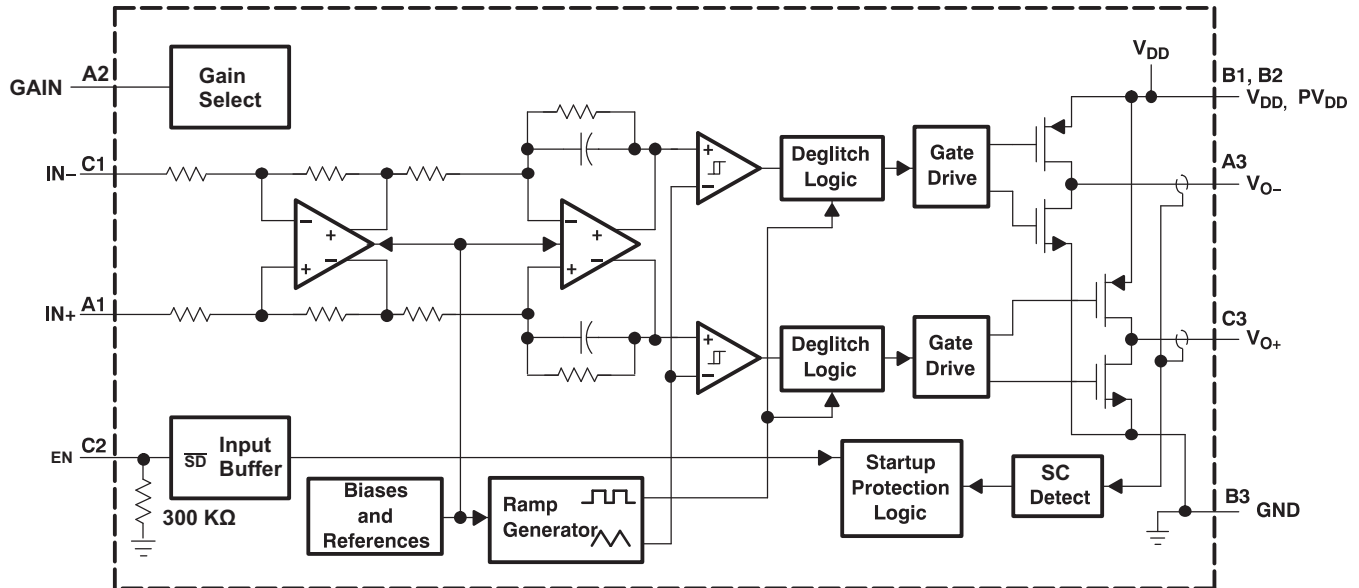 V_DD
B1, B2
V_DD, PV_DD
GAIN A2
Gain
Select
IN– C1
+
–
Deglitch
Logic
Gate
Drive
A3
V_O–
–
+
+
–
–
+
+
–
IN+ A1
+
–
Deglitch
Logic
Gate
Drive
C3
V_O+
EN C2
SD Input
Buffer
300 KΩ
Biases
and
References
Ramp
Generator
Startup
Protection
Logic
SC
Detect
B3
GND